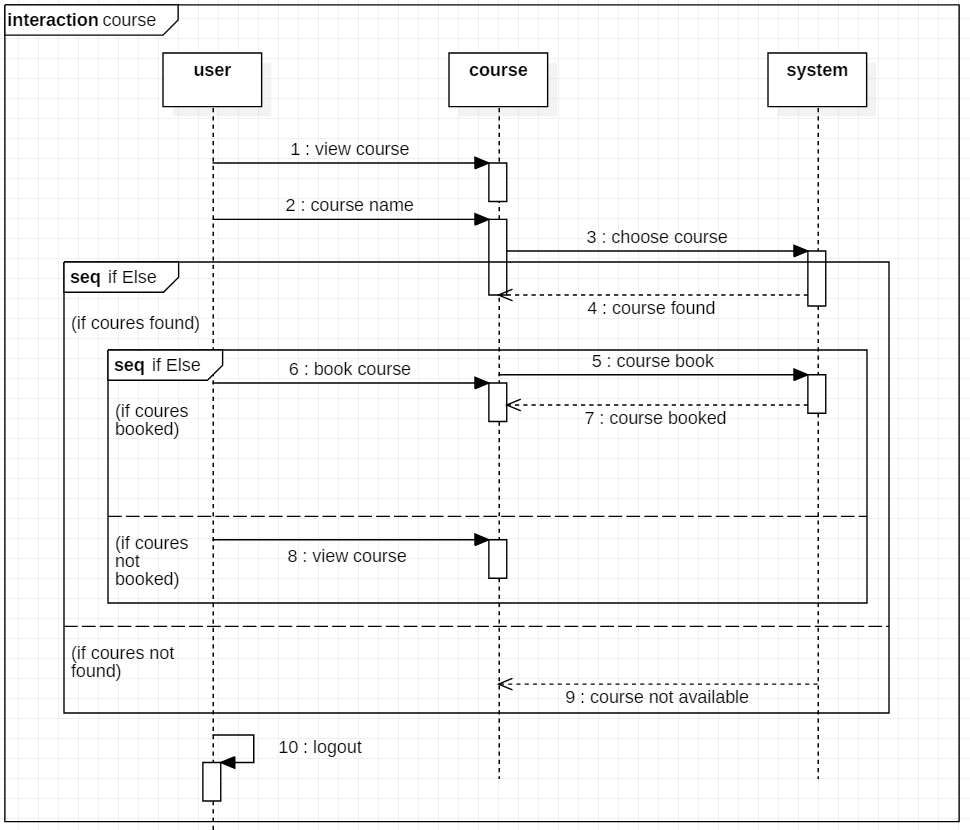 interaction course
user
course
system
1 : view course
2 : course name
3 : choose course
seq if Else
4 : course found
(if coures found)
seq if Else
5 : course book
6 : book course
(if coures
booked)
7 : course booked
(if coures
not
booked)
8 : view course
(if coures not
found)
9 : course not available
10 : logout